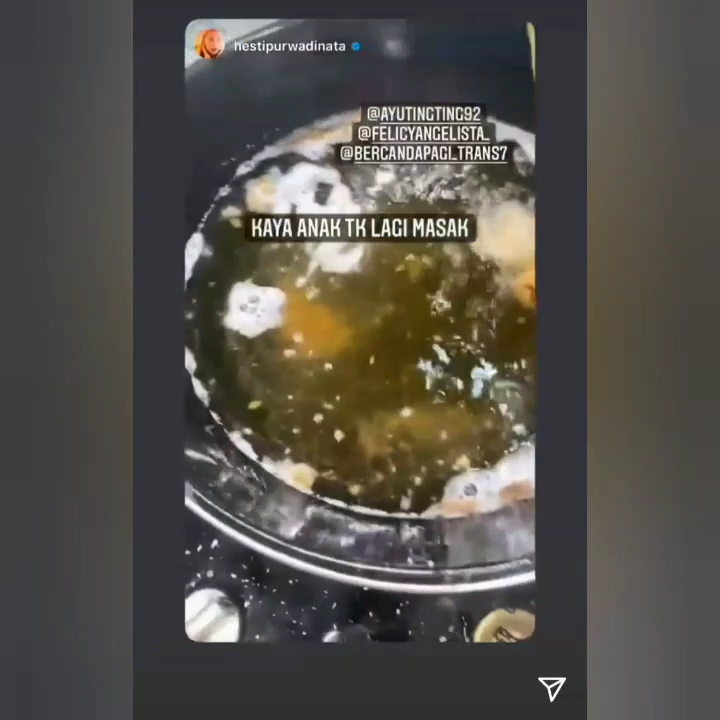 hestipurwadinata
@AYUTINGTING92
@FELICYANGELISTA_
@BERCANDAPAGI_TRANS7
KAYA ANAK TK LAGI MASAK